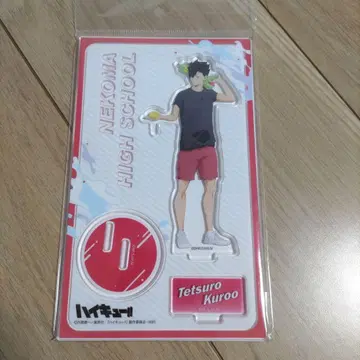 NEKOMA
HIGH SCHOOL
Tetsuro
Kuroo
ハイキュー!!